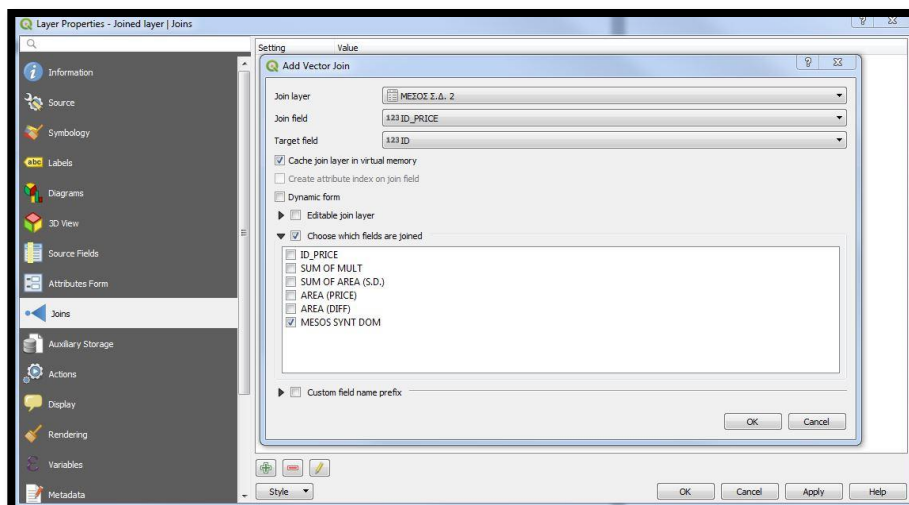 Layer Properties - Joined layer | Joins
Setting Value
Information
Source
Symbology
abc Labels
Diagrams
3D View
Source Fields
Attributes Form
Joins
Auxiliary Storage
Actions
Display
Rendering
Variables
Metadata
Add Vector Join
Join layer ΜΕΣΟΣ Σ.Δ. 2
Join field 123 ID_PRICE
Target field 123 ID
Cache join layer in virtual memory
Create attribute index on join field
Dynamic form
Editable join layer
Choose which fields are joined
ID_PRICE
SUM OF MULT
SUM OF AREA (S.D.)
AREA (PRICE)
AREA (DIFF)
MESOS SYNT DOM
Custom field name prefix
OK Cancel
Style OK Cancel Apply Help